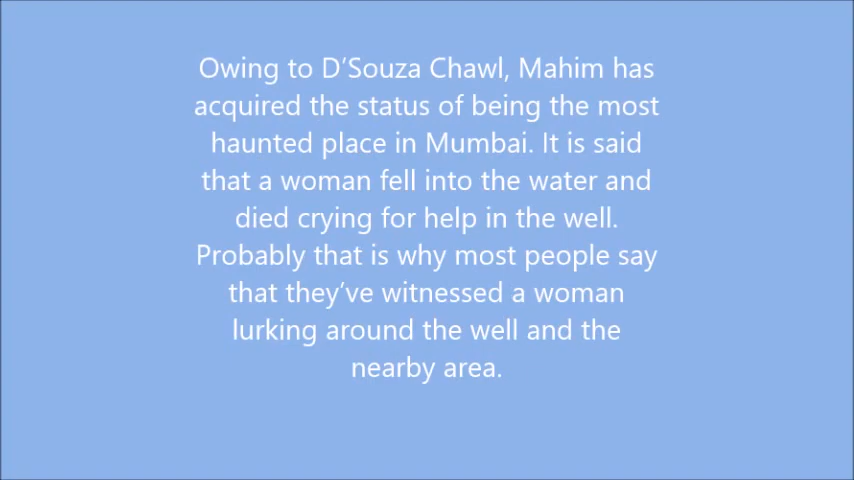 Owing to D’Souza Chawl, Mahim has
acquired the status of being the most
haunted place in Mumbai. It is said
that a woman fell into the water and
died crying for help in the well.
Probably that is why most people say
that they’ve witnessed a woman
lurking around the well and the
nearby area.